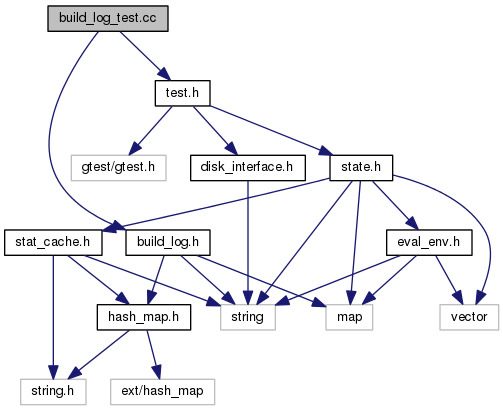 build_log_test.cc
test.h
gtest/gtest.h
disk_interface.h
state.h
stat_cache.h
build_log.h
eval_env.h
hash_map.h
string
map
vector
string.h
ext/hash_map